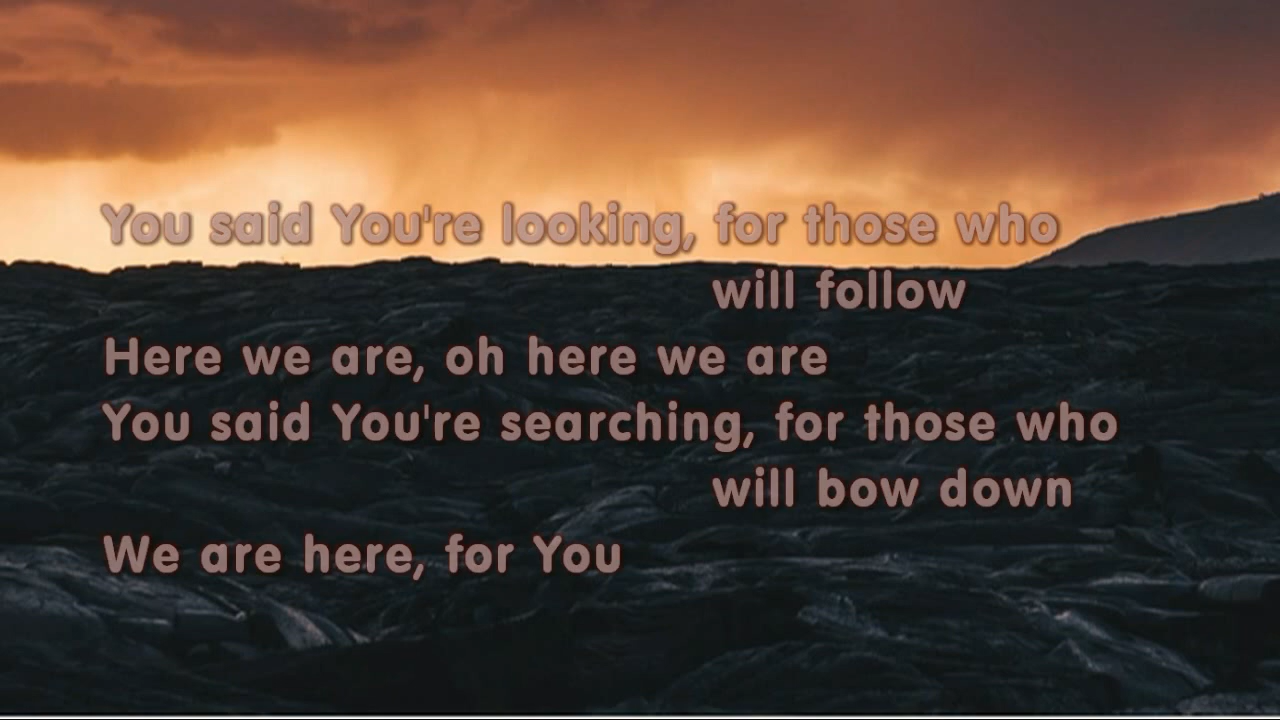 You said You're looking, for those who
will follow
Here we are, oh here we are
You said You're searching, for those who
will bow down
We are here, for You